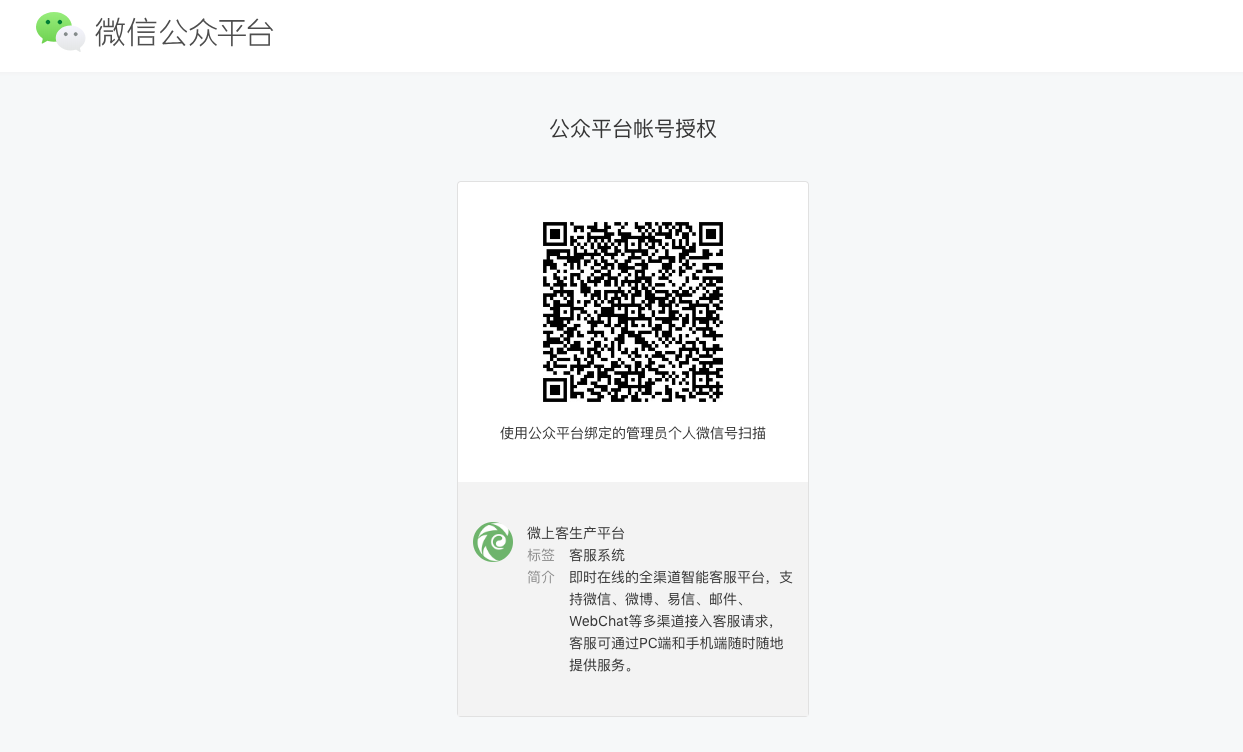 微信公众平台
公众平台帐号授权
使用公众平台绑定的管理员个人微信号扫描
微上客生产平台
标签 客服系统
简介 即时在线的全渠道智能客服平台，支
持微信、微博、易信、邮件、
WebChat等多渠道接入客服请求，
客服可通过PC端和手机端随时随地
提供服务。